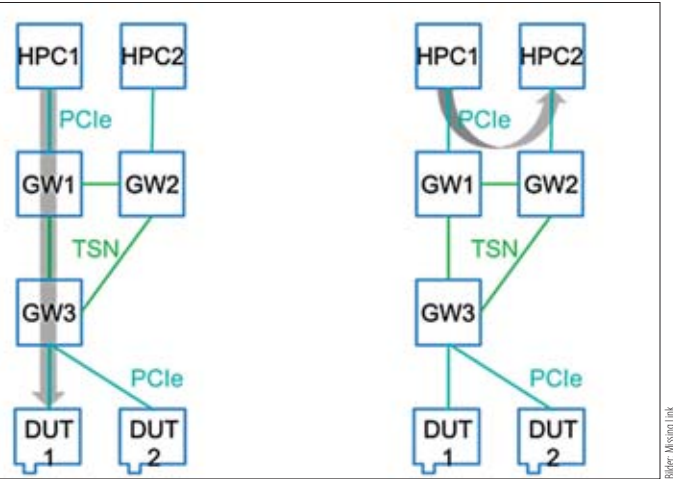 HPC1 HPC2
PCIe
GW1 GW2
TSN
GW3
PCIe
DUT 1
DUT 2
HPC1 HPC2
PCIe
GW1 GW2
TSN
GW3
PCIe
DUT 1
DUT 2
Bilder: Missing Link